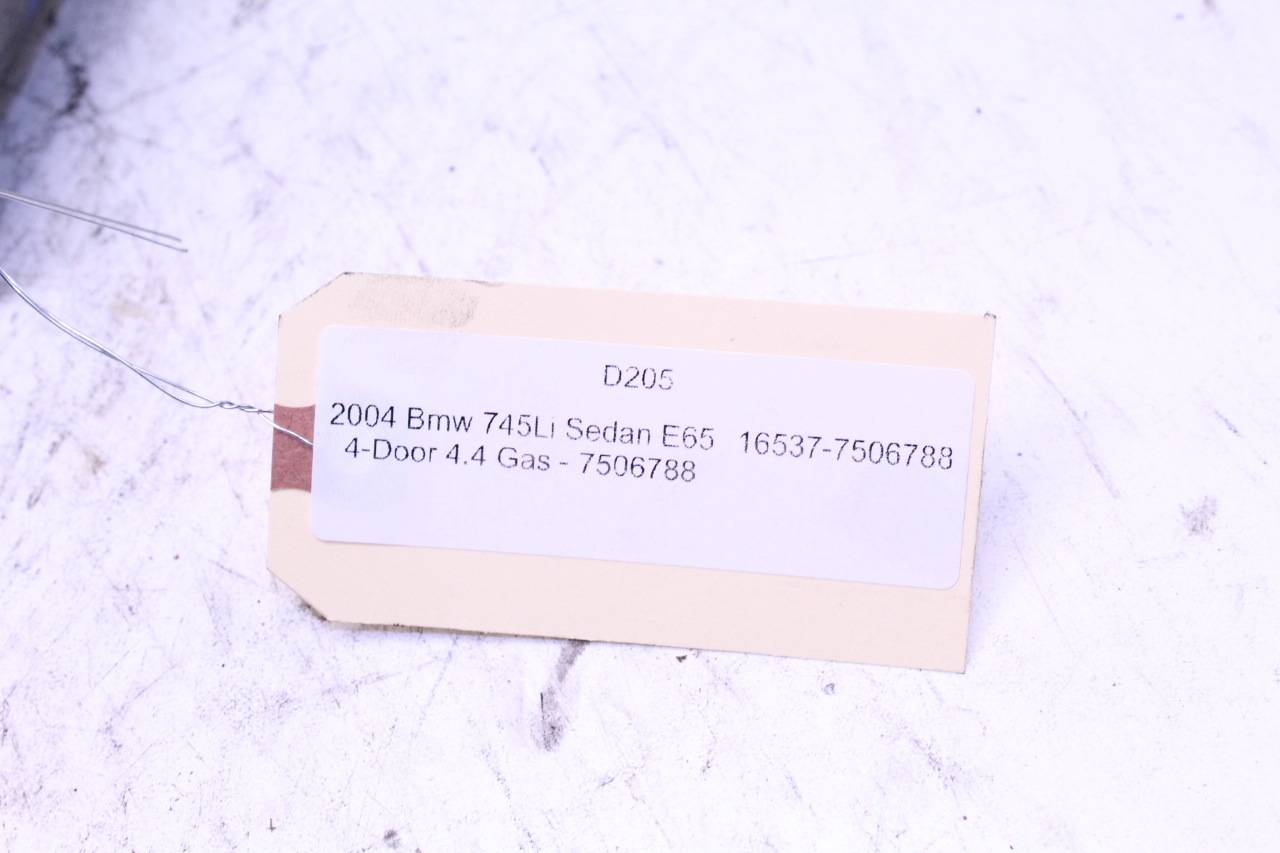 D205
2004 Bmw 745Li Sedan E65 16537-7506788
4-Door 4.4 Gas - 7506788